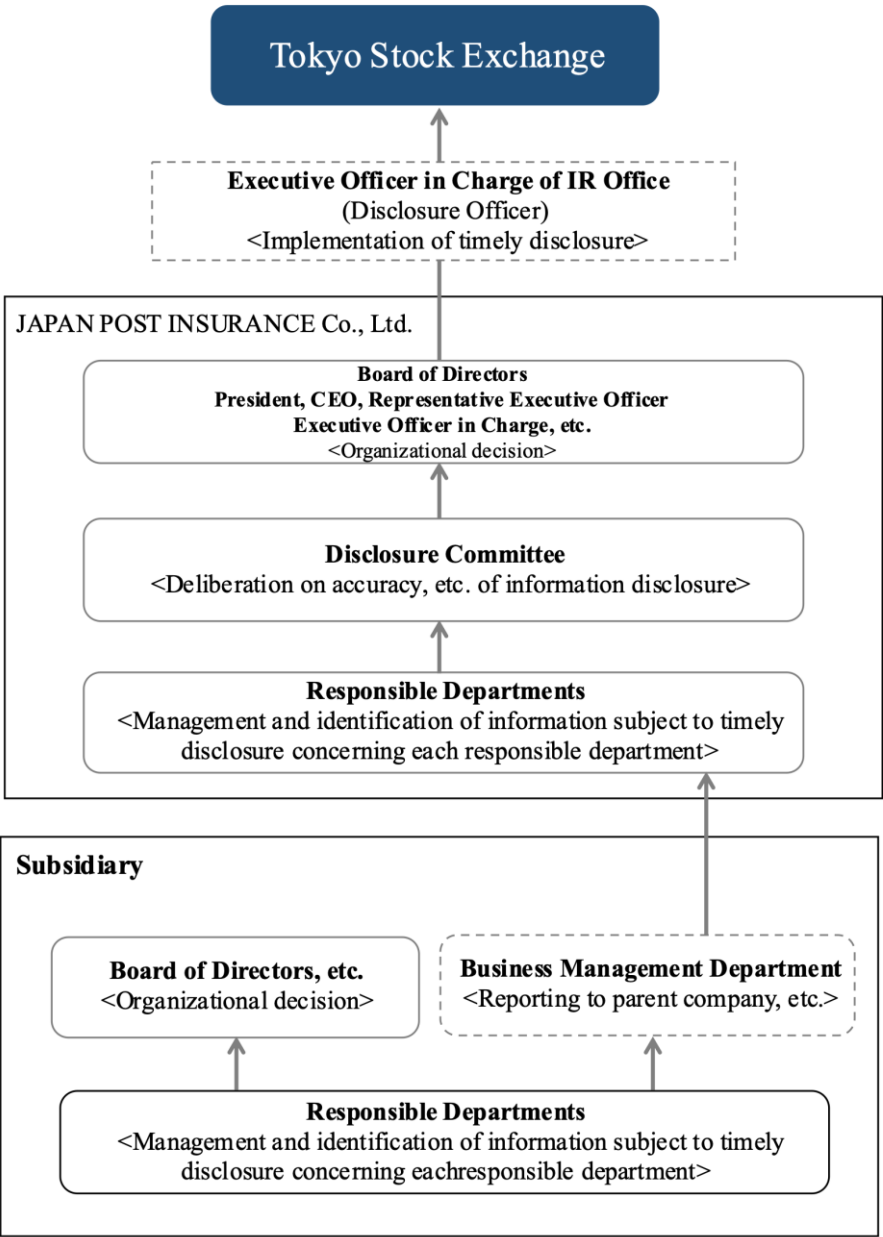 Tokyo Stock Exchange
Executive Officer in Charge of IR Office
(Disclosure Officer)
<Implementation of timely disclosure>
JAPAN POST INSURANCE Co., Ltd.
Board of Directors
President, CEO, Representative Executive Officer
Executive Officer in Charge, etc.
<Organizational decision>
Disclosure Committee
<Deliberation on accuracy, etc. of information disclosure>
Responsible Departments
<Management and identification of information subject to timely
disclosure concerning each responsible department>
Subsidiary
Board of Directors, etc.
<Organizational decision>
Business Management Department
<Reporting to parent company, etc.>
Responsible Departments
<Management and identification of information subject to timely
disclosure concerning eachresponsible department>